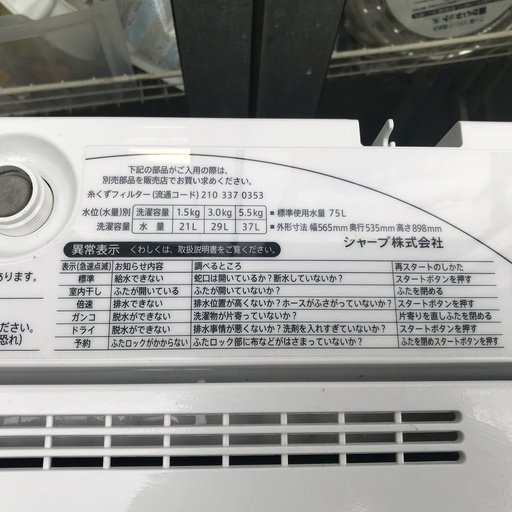 下記の部品がご入用の際は、
別売部品を販売店でお買い求めください。
糸くずフィルター(流通コード) 210 337 0353
水位(水量)別 洗濯容量 1.5kg 3.0kg 5.5kg ■標準使用水量 75L
洗濯容量 水量 21L 29L 37L ■外形寸法 幅565mm奥行535mm高さ898mm
シャープ株式会社
異常表示 くわしくは、取扱説明書をご覧ください。
表示(急速点滅) お知らせ内容 調べるところ 再スタートのしかた
標準 給水できない 蛇口は開いているか?断水していないか? スタートボタンを押す
室内干し ふたが開いている ふたが開いていないか? ふたを閉める
倍速 排水できない 排水位置が高くないか?ホースがふさがっていないか? スタートボタンを押す
ガンコ 脱水ができない 洗濯物が片寄っていないか? 片寄りを直しふたを閉める
ドライ 脱水ができない 排水事情が悪くないか?洗剤を入れすぎていないか? スタートボタンを押す
予約 ふたロックがかからない ふたロック部に布などがはさまっていないか? ふたを閉めスタートボタンを押す
あります。
ださい。
恐れ)